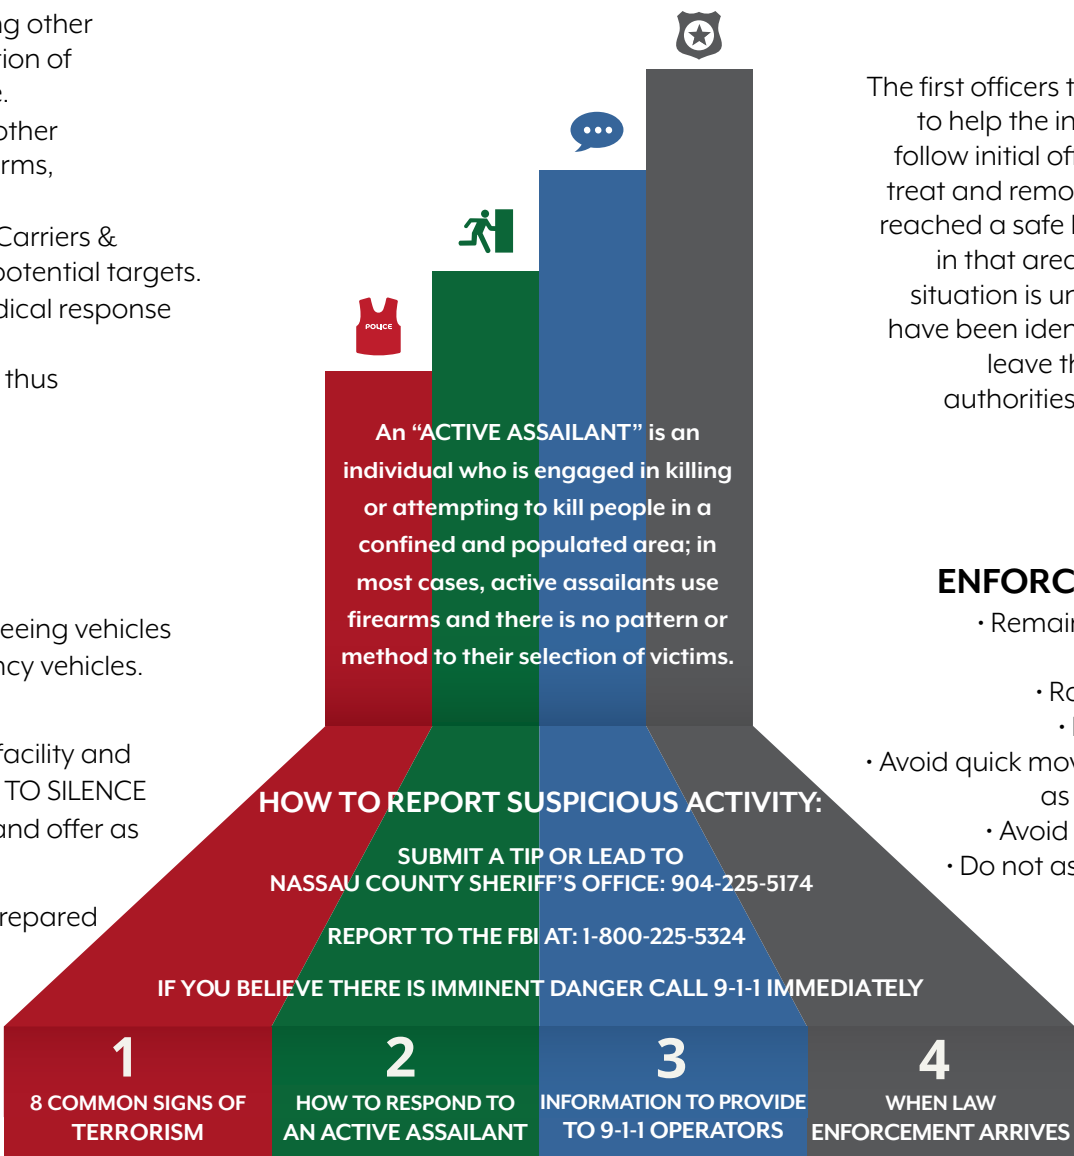 ng other
tion of
e.
other
rms,
Carriers &
potential targets.
dical response
thus
eeing vehicles
ncy vehicles.
facility and
TO SILENCE
and offer as
repared
POLICE
An “ACTIVE ASSAILANT” is an
individual who is engaged in killing
or attempting to kill people in a
confined and populated area; in
most cases, active assailants use
firearms and there is no pattern or
method to their selection of victims.
The first officers t
to help the in
follow initial of
treat and remo
reached a safe l
in that area
situation is un
have been iden
leave th
authorities
ENFORC
• Remain
• Ra
•
• Avoid quick mov
as
• Avoid
• Do not as
HOW TO REPORT SUSPICIOUS ACTIVITY:
SUBMIT A TIP OR LEAD TO
NASSAU COUNTY SHERIFF’S OFFICE: 904-225-5174
REPORT TO THE FBI AT: 1-800-225-5324
IF YOU BELIEVE THERE IS IMMINENT DANGER CALL 9-1-1 IMMEDIATELY
1
8 COMMON SIGNS OF
TERRORISM
2
HOW TO RESPOND TO
AN ACTIVE ASSAILANT
3
INFORMATION TO PROVIDE
TO 9-1-1 OPERATORS
4
WHEN LAW
ENFORCEMENT ARRIVES